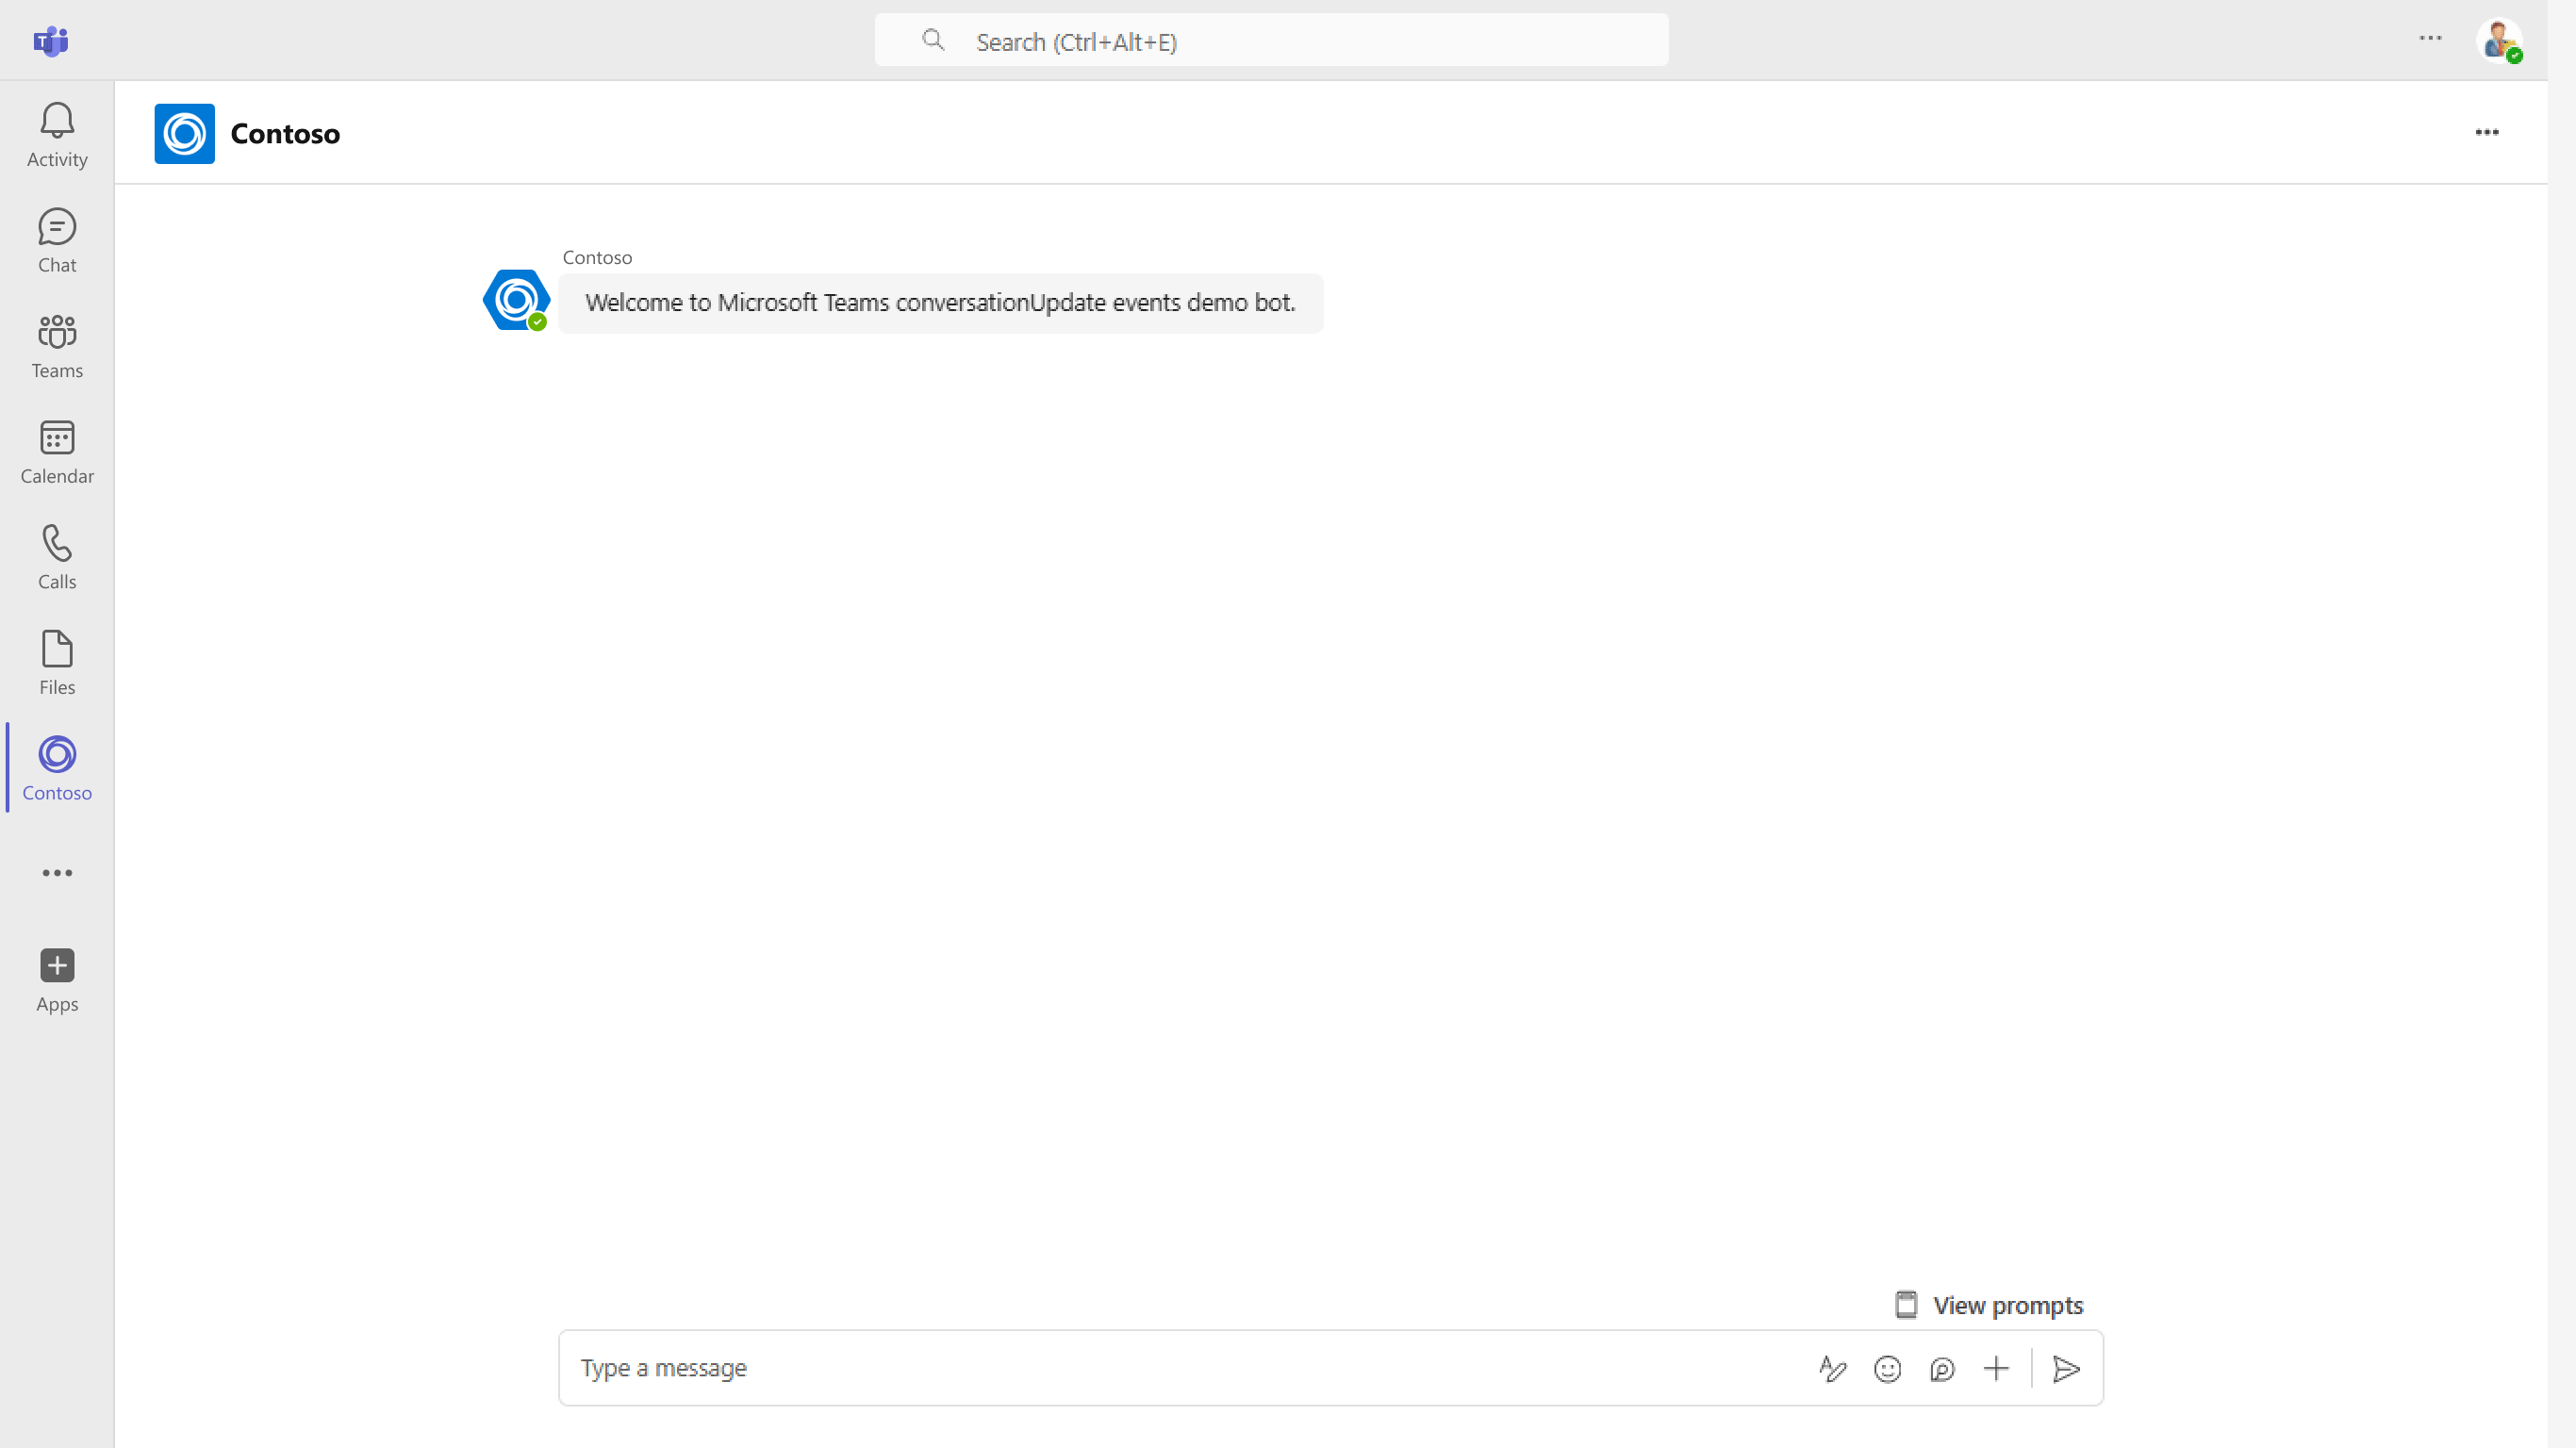 Search (Ctrl+Alt+E)
Activity
Chat
Teams
Calendar
Calls
Files
Contoso
Apps
Contoso
Contoso
Welcome to Microsoft Teams conversationUpdate events demo bot.
View prompts
Type a message